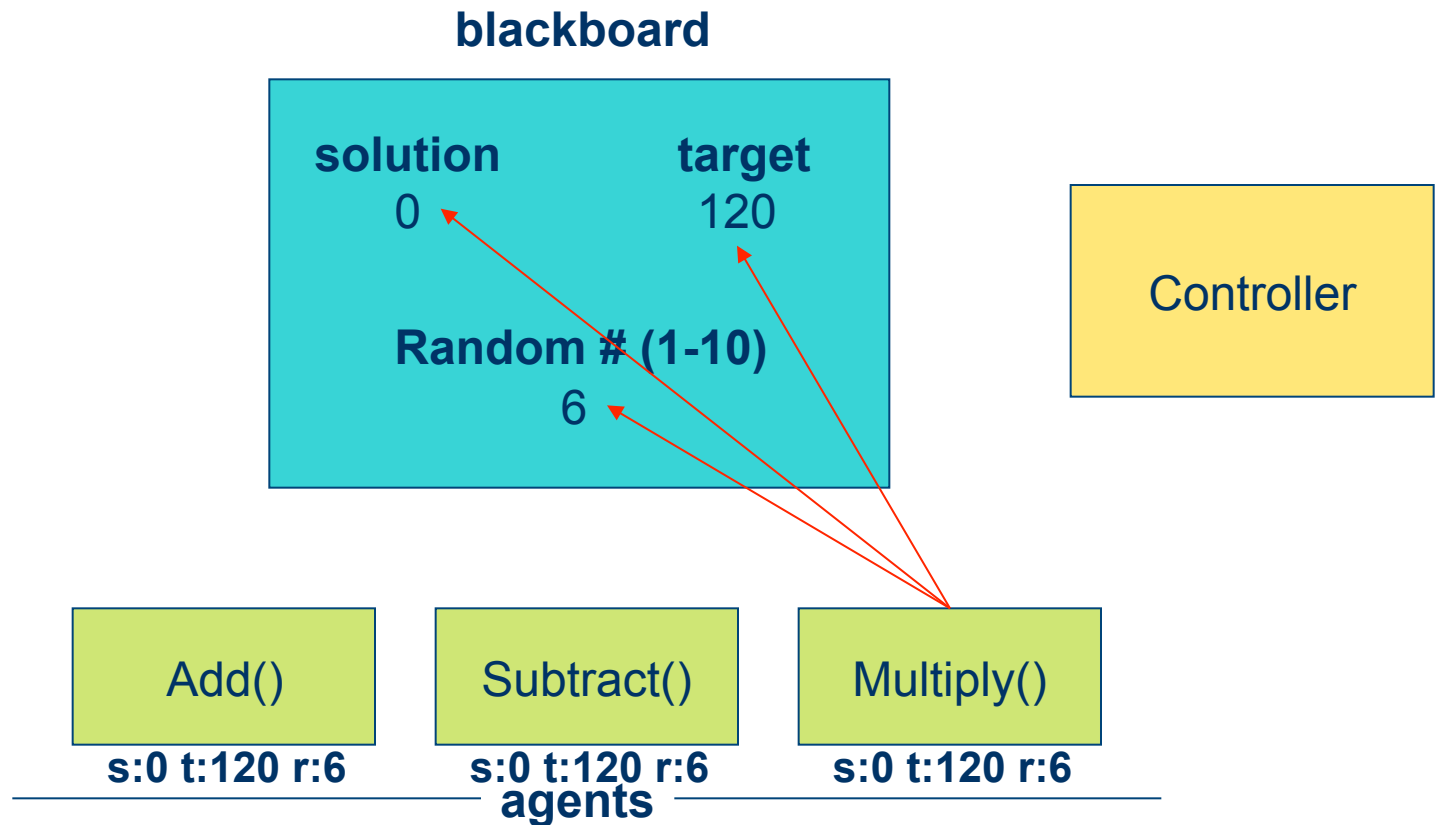 blackboard
solution target
0 120
Controller
Random # (1-10)
6
Add() Subtract() Multiply()
s:0 t:120 r:6 s:0 t:120 r:6 s:0 t:120 r:6
agents